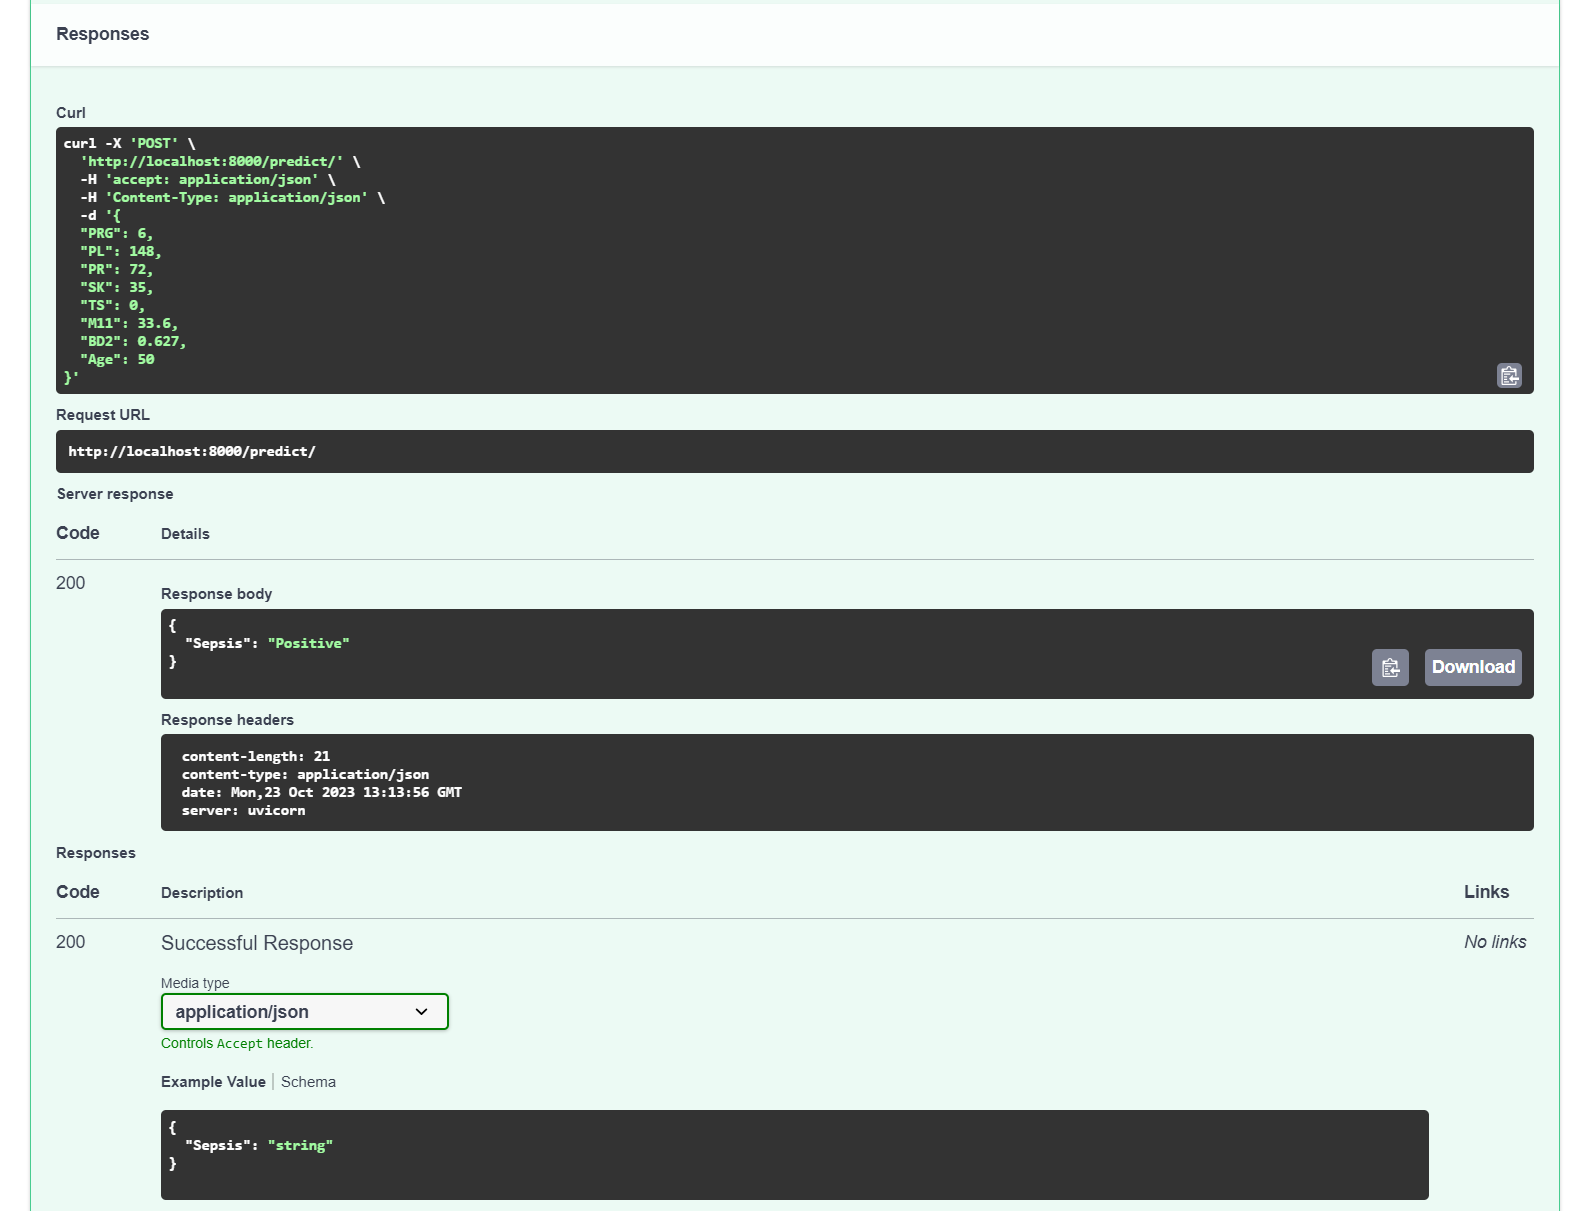 Responses
Curl
curl -X 'POST' \
  'http://localhost:8000/predict/' \
  -H 'accept: application/json' \
  -H 'Content-Type: application/json' \
  -d '{
  "PRG": 6,
  "PL": 148,
  "PR": 72,
  "SK": 35,
  "TS": 0,
  "M11": 33.6,
  "BD2": 0.627,
  "Age": 50
}'
Request URL
http://localhost:8000/predict/
Server response
Code Details
200
Response body
{
  "Sepsis": "Positive"
}
Download
Response headers
content-length: 21
content-type: application/json
date: Mon,23 Oct 2023 13:13:56 GMT
server: uvicorn
Responses
Code Description Links
200 Successful Response No links
Media type
application/json
Controls Accept header.
Example Value Schema
{
  "Sepsis": "string"
}